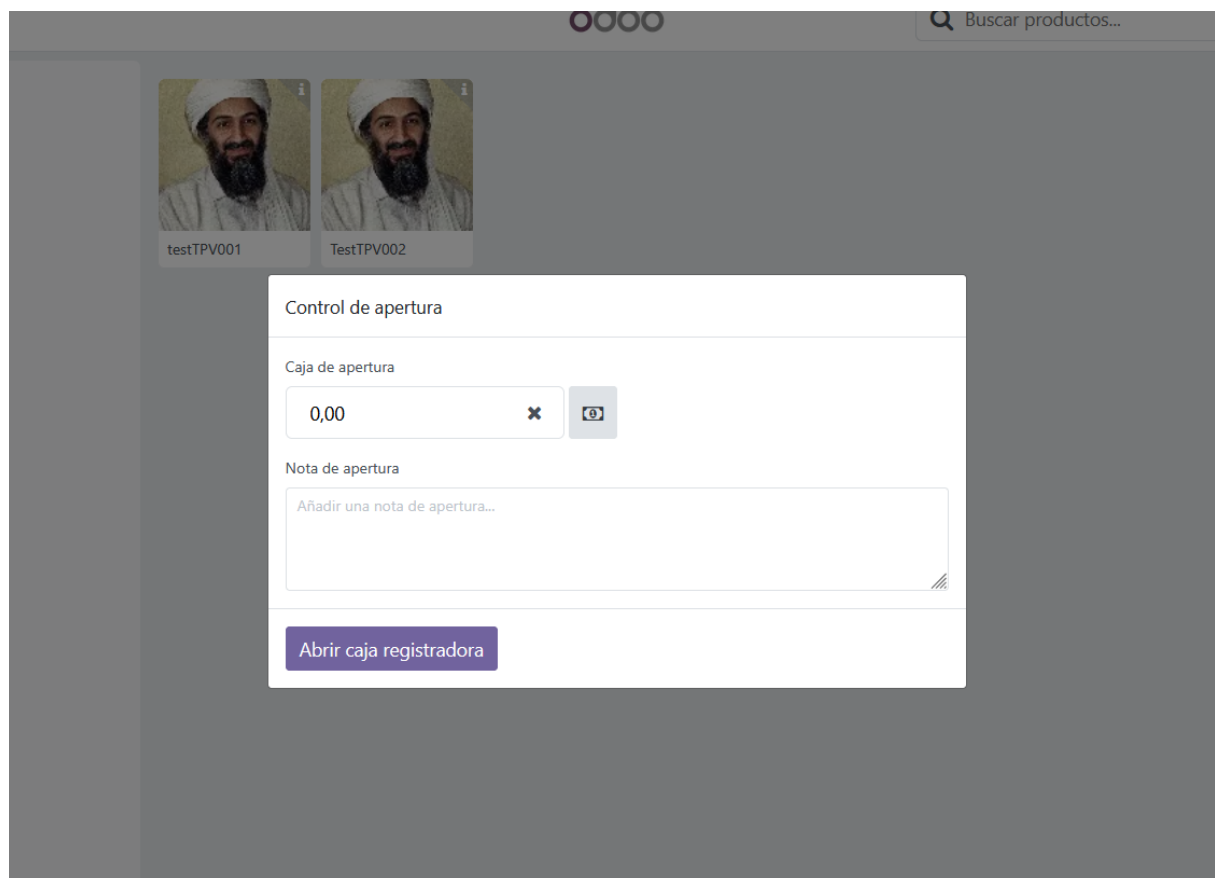 odoo
Buscar productos...
testTPV001
TestTPV002
Control de apertura
Caja de apertura
0,00
Nota de apertura
Añadir una nota de apertura...
Abrir caja registradora